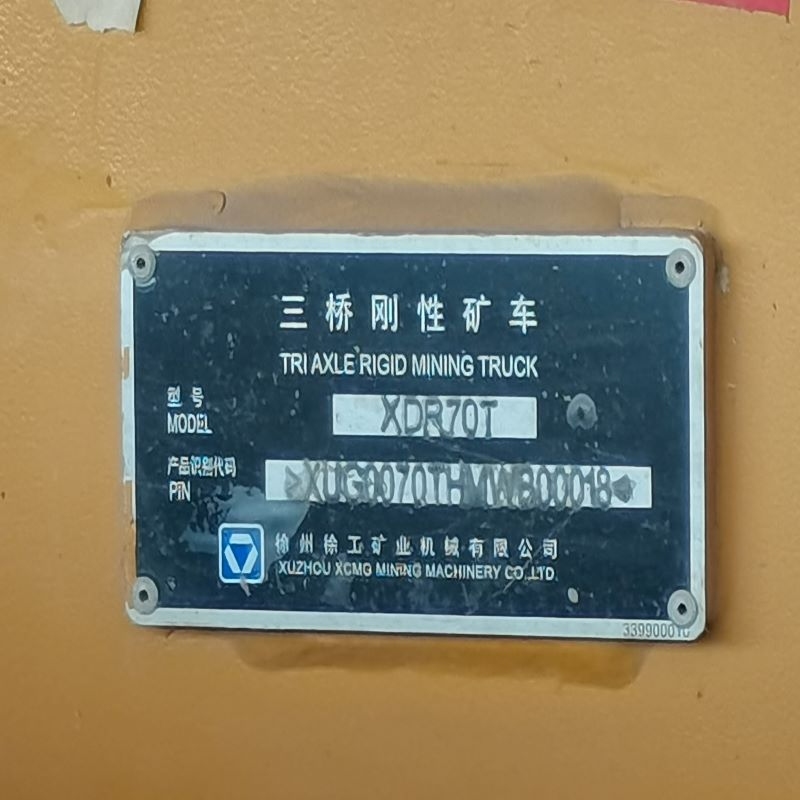 三桥刚性矿车
TRI AXLE RIGID MINING TRUCK
型号
MODEL
XDR70T
产品识别代码
PIN
徐州徐工矿业机械有限公司
XUZHOU XCMG MINING MACHINERY CO.,LTD.